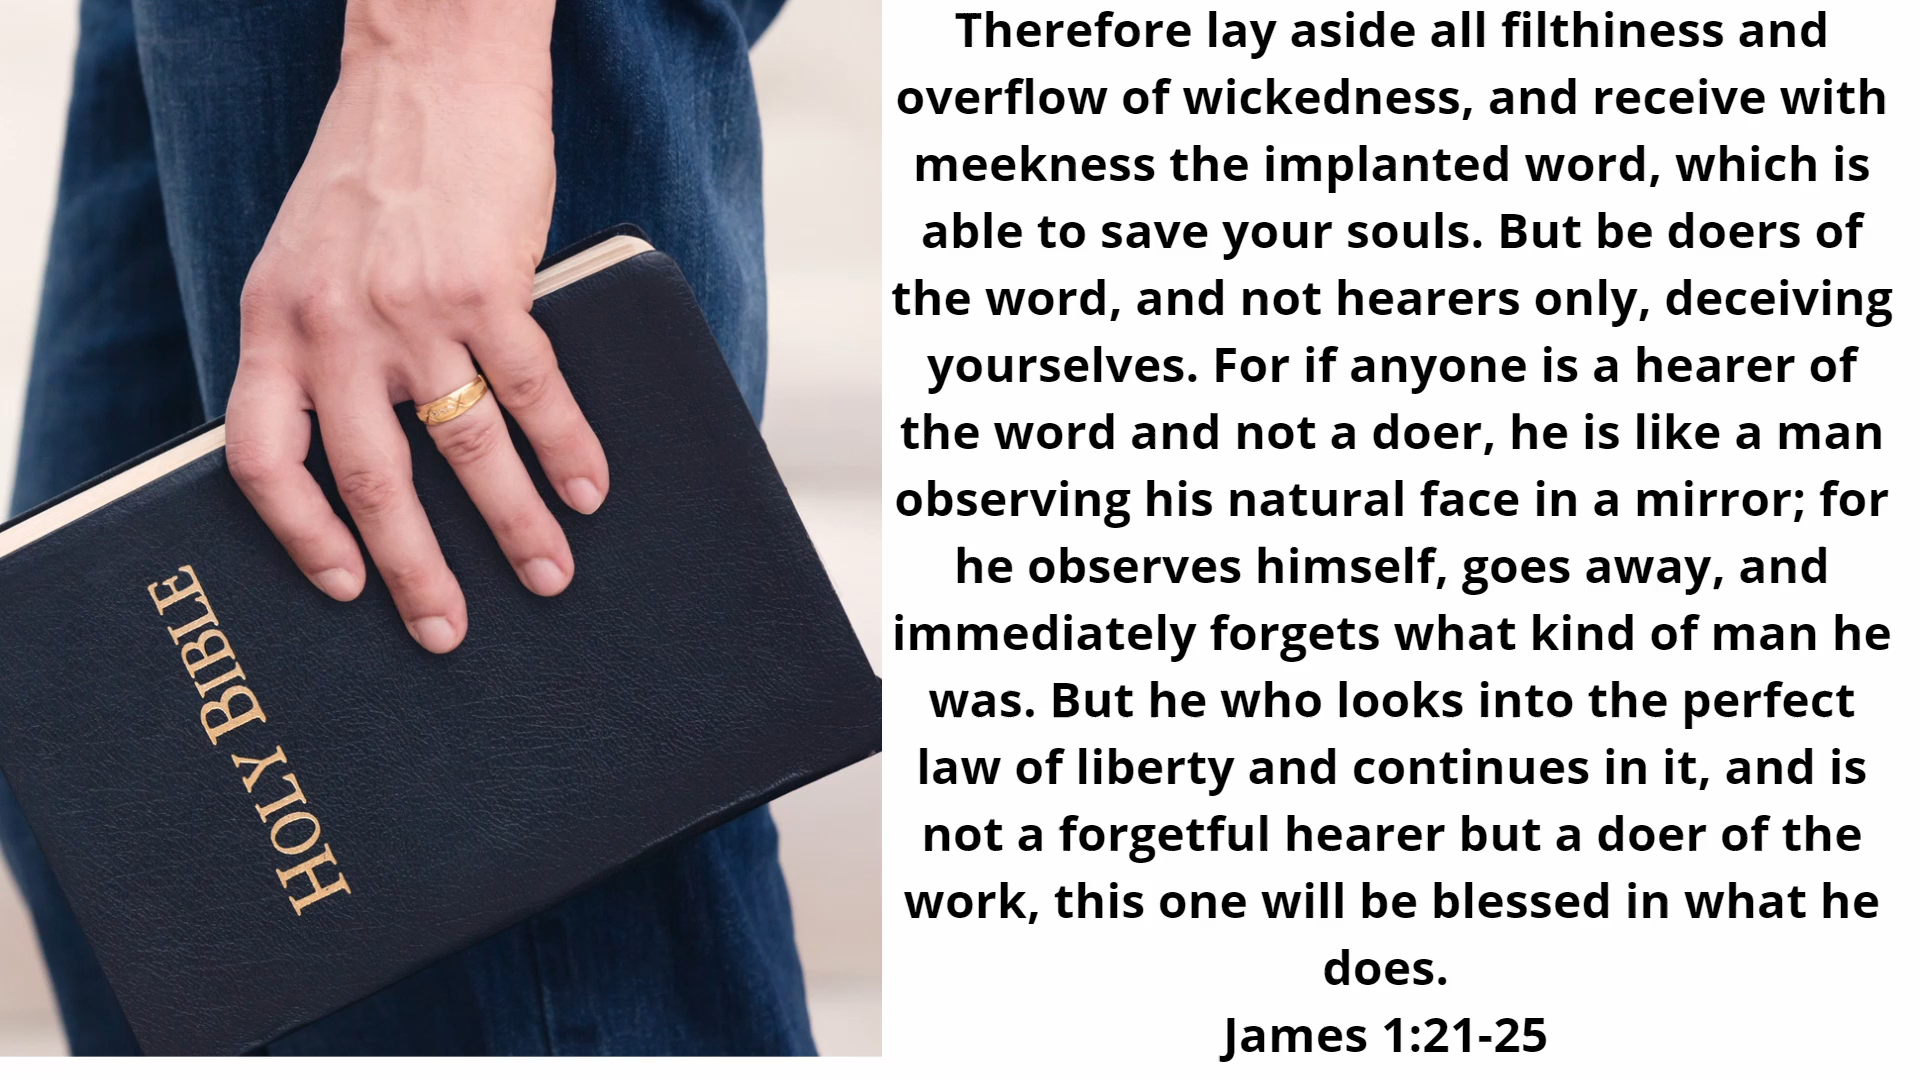 HOLY BIBLE
Therefore lay aside all filthiness and
overflow of wickedness, and receive with
meekness the implanted word, which is
able to save your souls. But be doers of
the word, and not hearers only, deceiving
yourselves. For if anyone is a hearer of
the word and not a doer, he is like a man
observing his natural face in a mirror; for
he observes himself, goes away, and
immediately forgets what kind of man he
was. But he who looks into the perfect
law of liberty and continues in it, and is
not a forgetful hearer but a doer of the
work, this one will be blessed in what he
does.
James 1:21-25